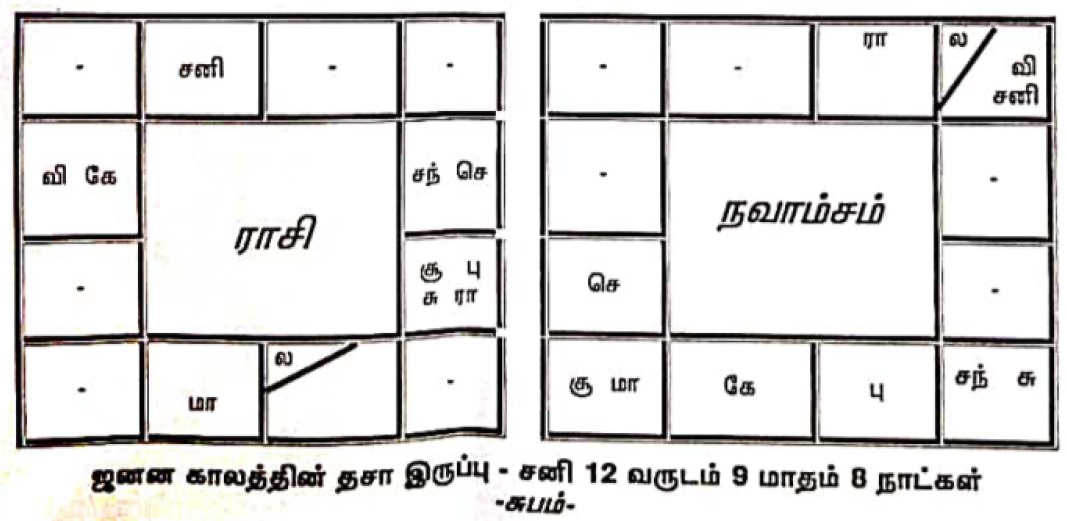 - சனி - -
- - ரா ல வி
சனி
வி கே சந் செ
- -
ராசி
நவாம்சம்
- சூ பு
சு ரா
செ -
- மா ல -
கு மா கே பு சந் சு
ஜனன காலத்தின் தசா இருப்பு - சனி 12 வருடம் 9 மாதம் 8 நாட்கள்
-சுபம்-